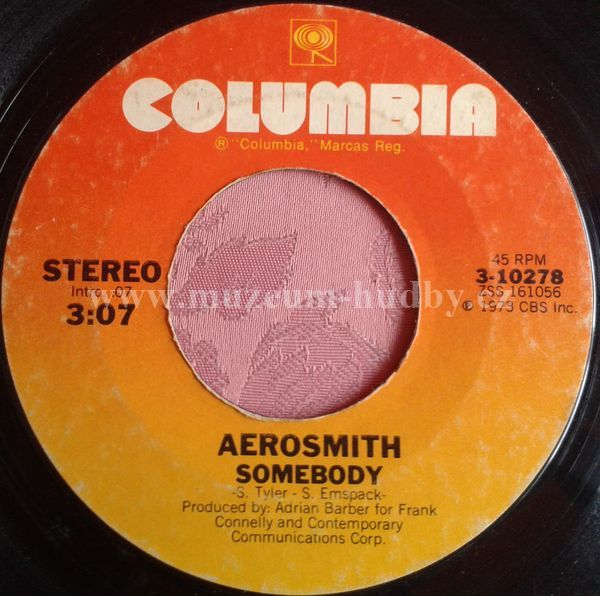 COLUMBIA
® "Columbia," Marcas Reg.
STEREO
Intro :07
3:07
45 RPM
3-10278
ZSS 161056
℗ 1973 CBS Inc.
www.muzeum-hudby.cz
AEROSMITH
SOMEBODY
-S. Tyler - S. Emspack-
Produced by: Adrian Barber for Frank
Connelly and Contemporary
Communications Corp.